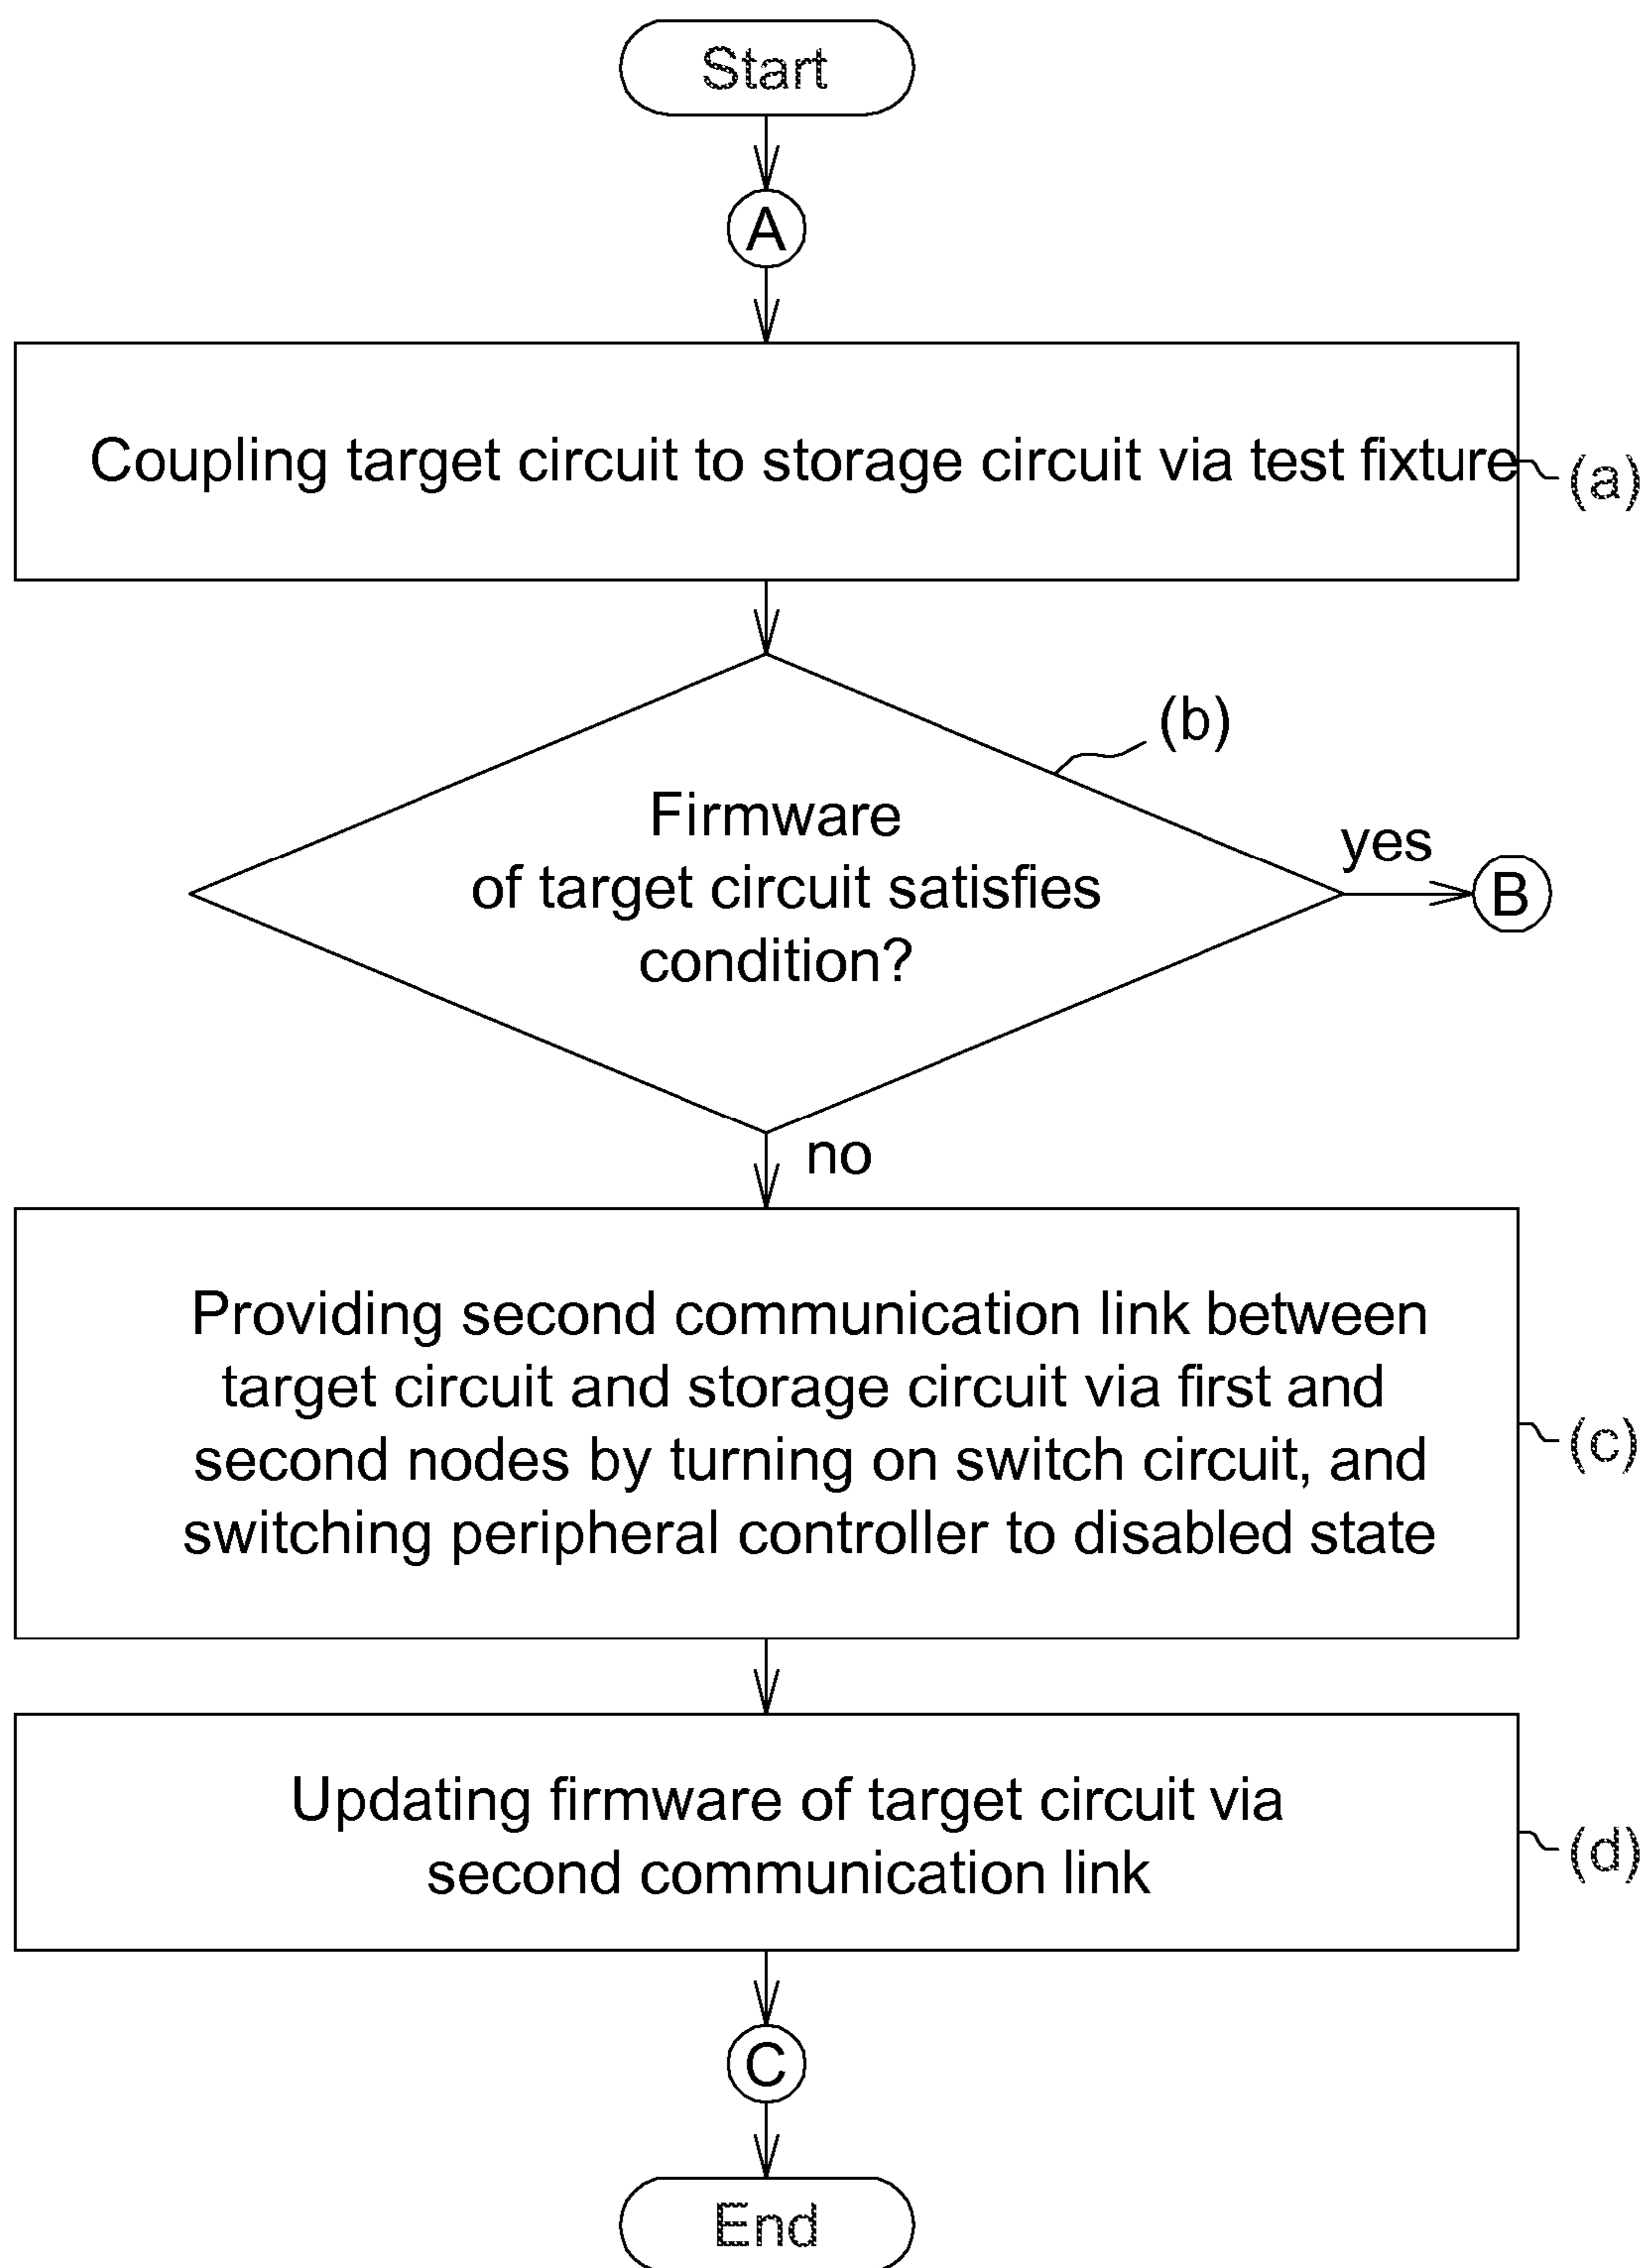 Start
A
Coupling target circuit to storage circuit via test fixture
(a)
(b)
Firmware
of target circuit satisfies
condition?
yes
B
no
Providing second communication link between
target circuit and storage circuit via first and
second nodes by turning on switch circuit, and
switching peripheral controller to disabled state
(c)
Updating firmware of target circuit via
second communication link
(d)
C
End